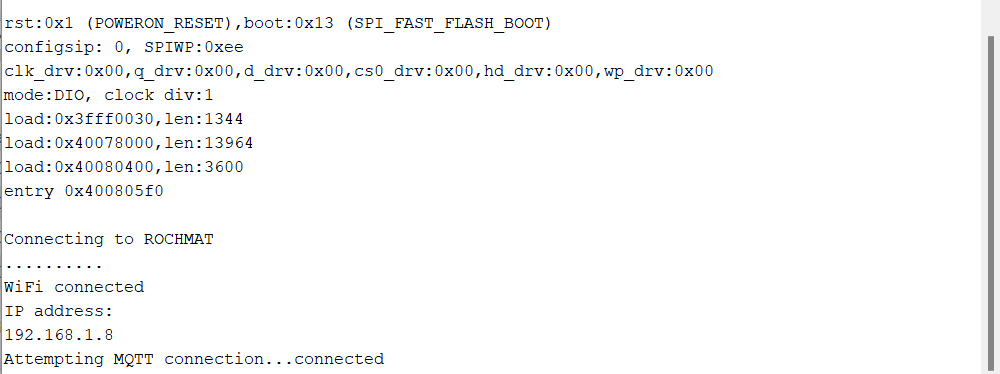 rst:0x1 (POWERON_RESET),boot:0x13 (SPI_FAST_FLASH_BOOT)
configsip: 0, SPIWP:0xee
clk_drv:0x00,q_drv:0x00,d_drv:0x00,cs0_drv:0x00,hd_drv:0x00,wp_drv:0x00
mode:DIO, clock div:1
load:0x3fff0030,len:1344
load:0x40078000,len:13964
load:0x40080400,len:3600
entry 0x400805f0
Connecting to ROCHMAT
..........
WiFi connected
IP address:
192.168.1.8
Attempting MQTT connection...connected